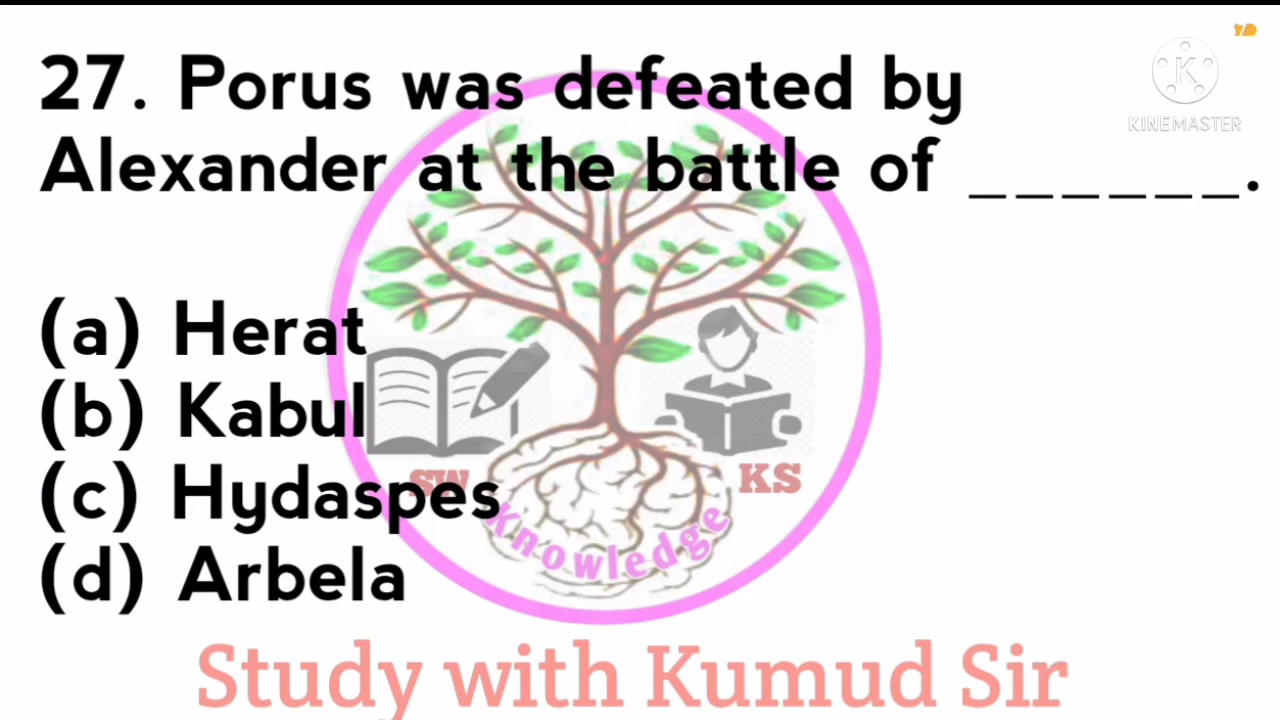 27. Porus was defeated by
KINEMASTER
Alexander at the battle of ______.
(a) Herat
(b) Kabul
(c) Hydaspes
(d) Arbela
SW
KS
Knowledge
Study with Kumud Sir